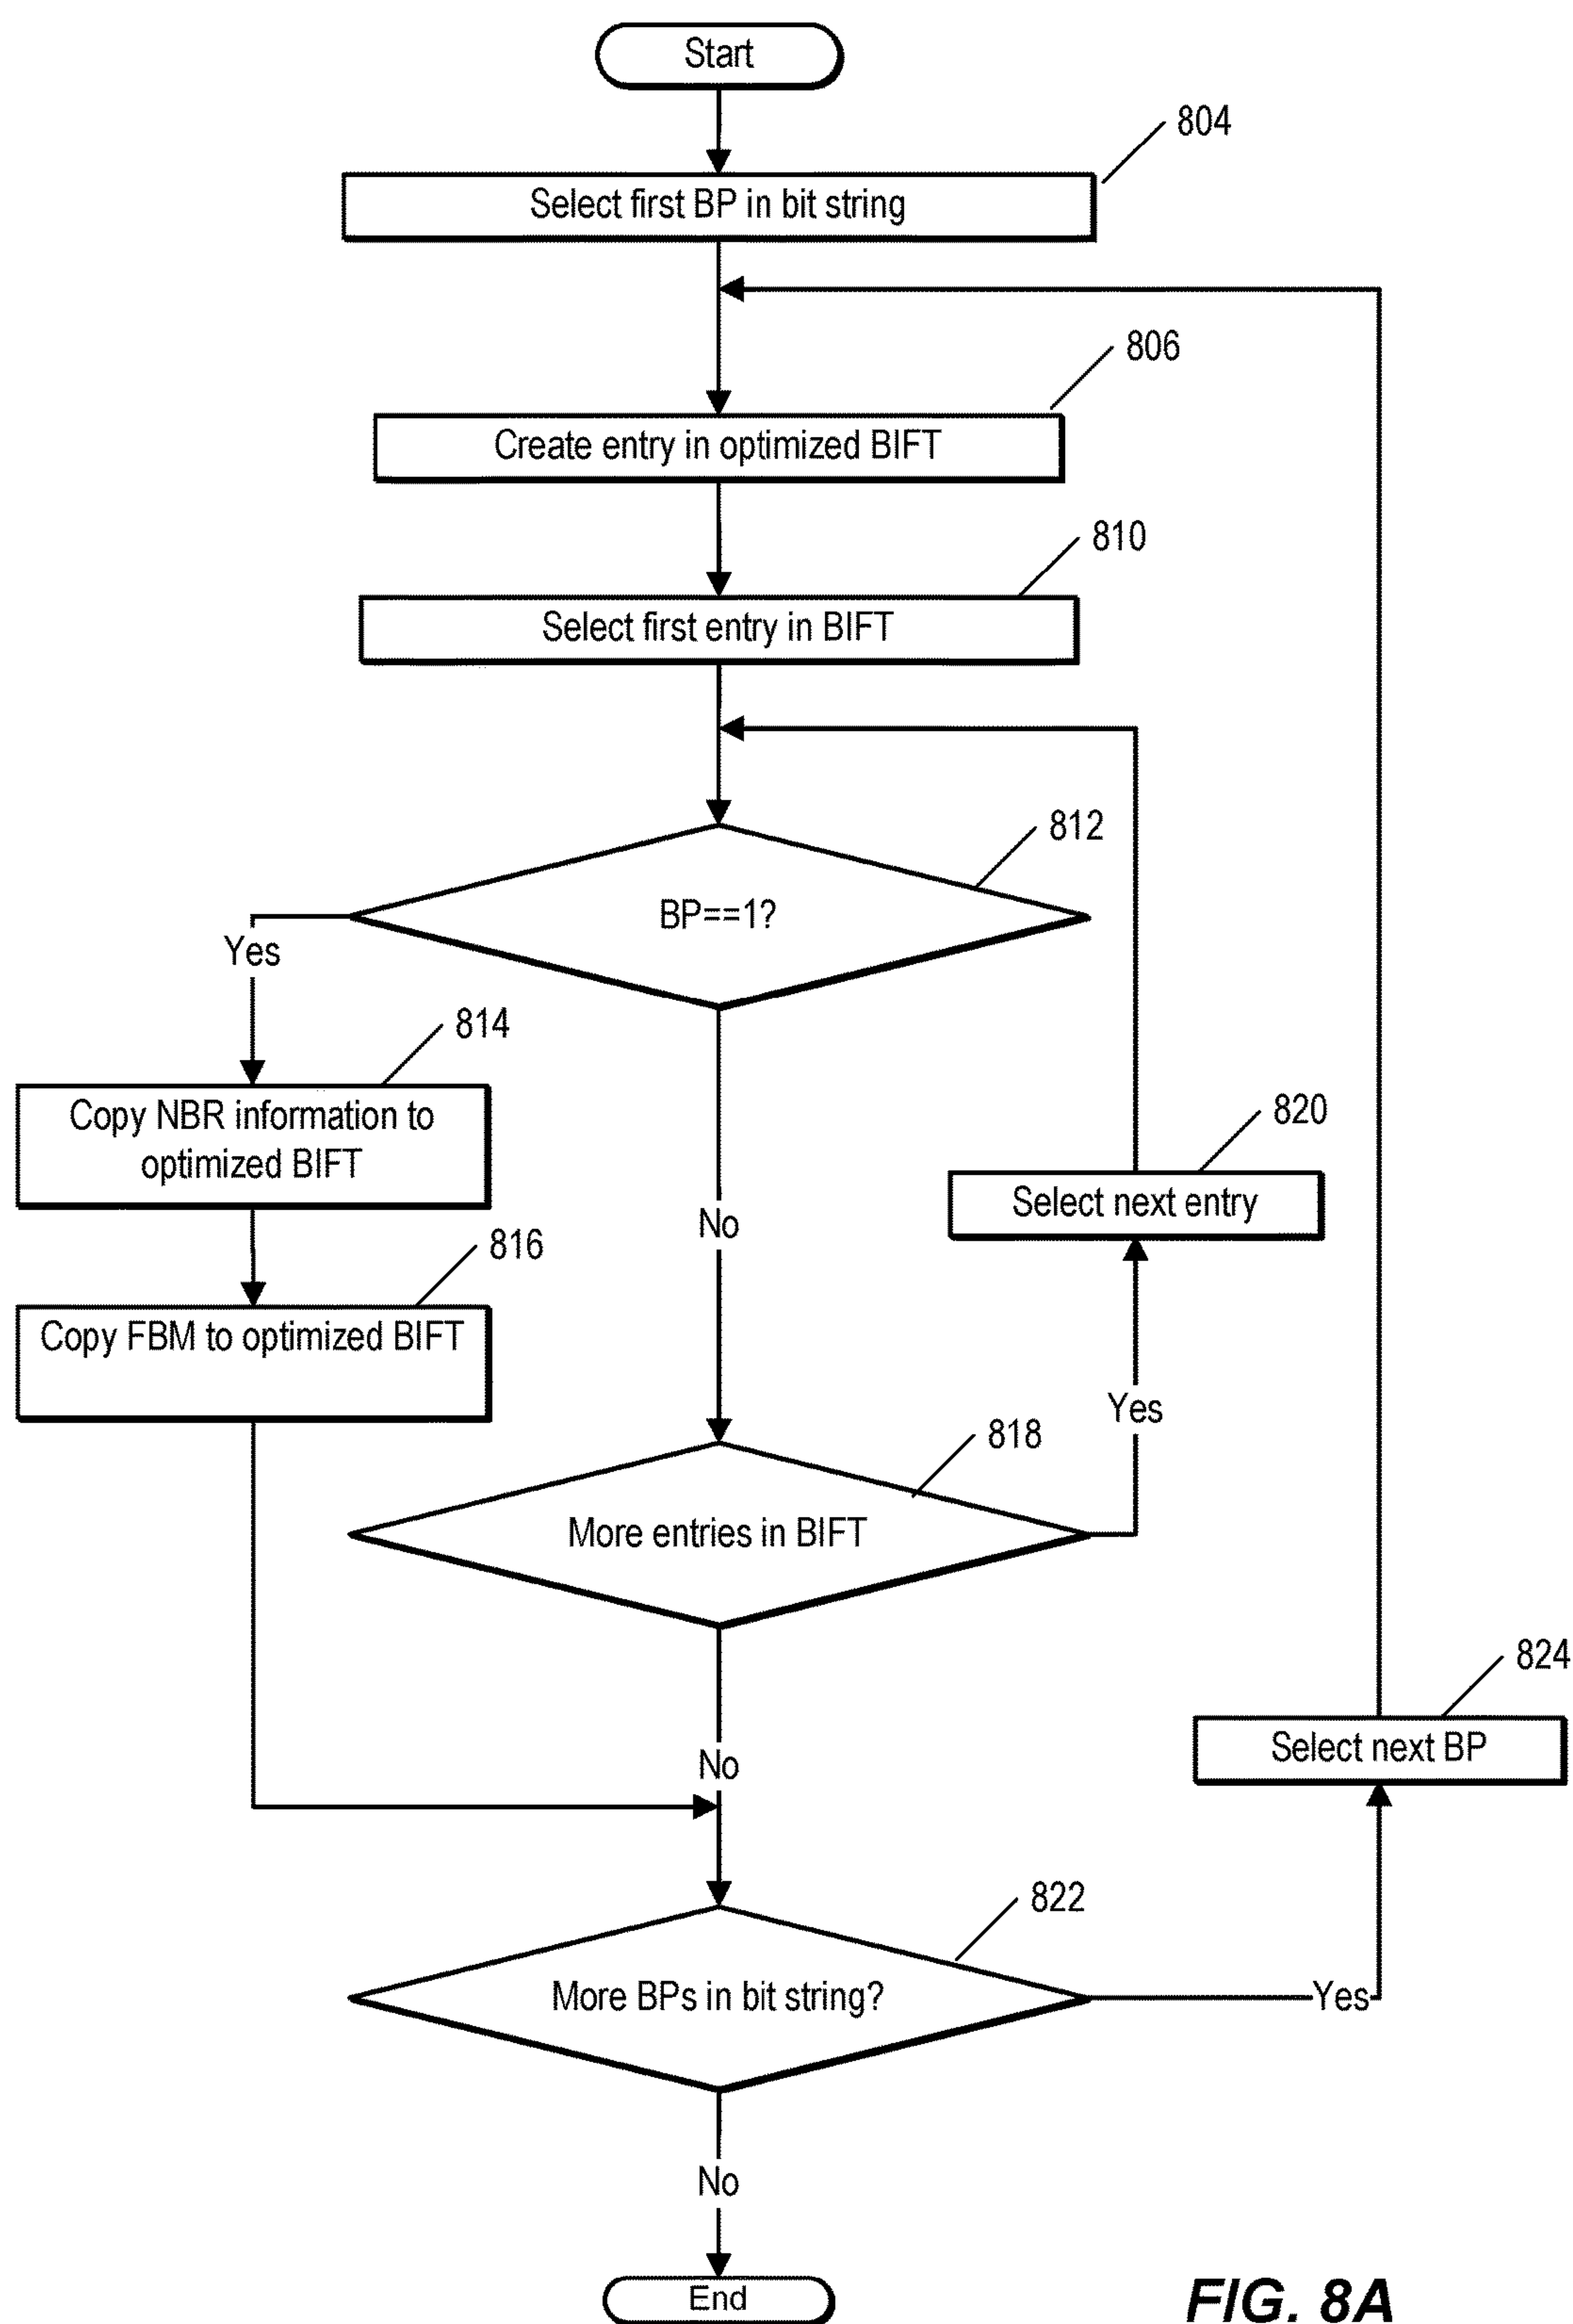 Start
804
Select first BP in bit string
806
Create entry in optimized BIFT
810
Select first entry in BIFT
812
BP==1?
Yes
814
Copy NBR information to
optimized BIFT
820
Select next entry
No
816
Copy FBM to optimized BIFT
Yes
818
More entries in BIFT
824
Select next BP
No
822
More BPs in bit string?
Yes
No
End
FIG. 8A